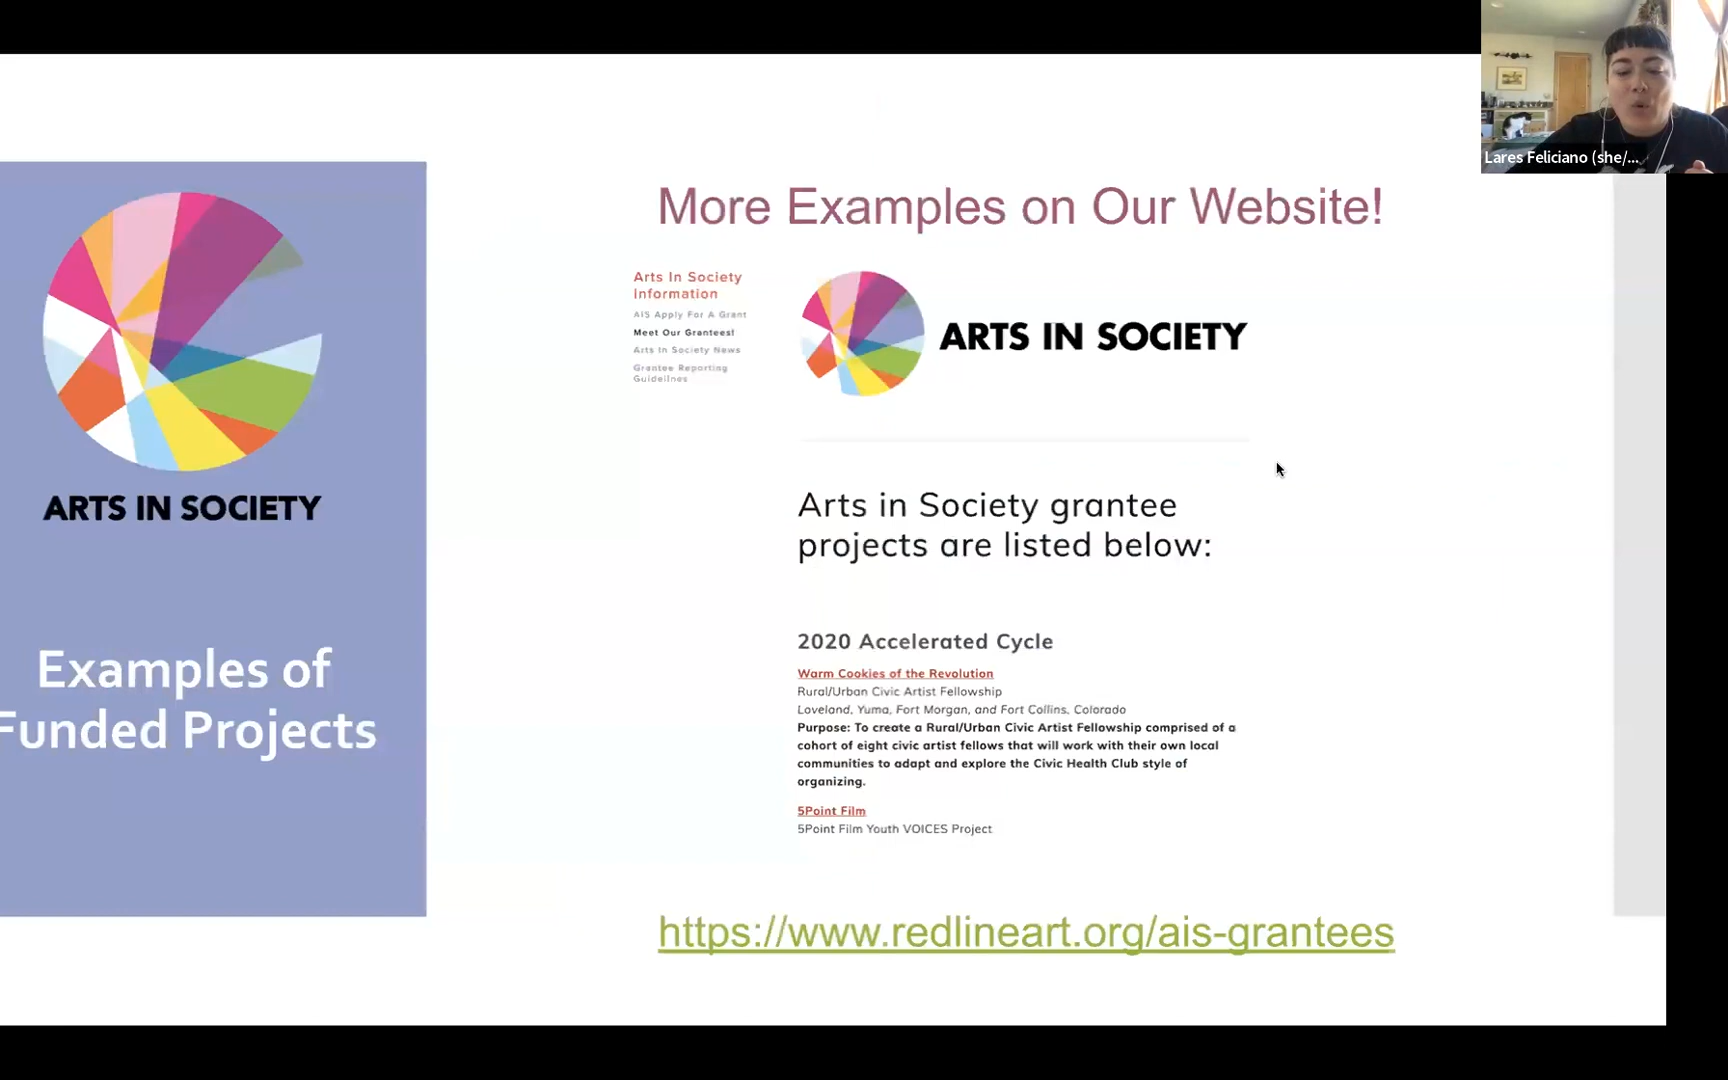 Lares Feliciano (she/...
More Examples on Our Website!
Arts In Society
Information
AIS Apply For A Grant
Meet Our Grantees!
Arts In Society News
Grantee Reporting
Guidelines
ARTS IN SOCIETY
ARTS IN SOCIETY
Examples of
Funded Projects
Arts in Society grantee
projects are listed below:
2020 Accelerated Cycle
Warm Cookies of the Revolution
Rural/Urban Civic Artist Fellowship
Loveland, Yuma, Fort Morgan, and Fort Collins, Colorado
Purpose: To create a Rural/Urban Civic Artist Fellowship comprised of a
cohort of eight civic artist fellows that will work with their own local
communities to adapt and explore the Civic Health Club style of
organizing.
5Point Film
5Point Film Youth VOICES Project
https://www.redlineart.org/ais-grantees